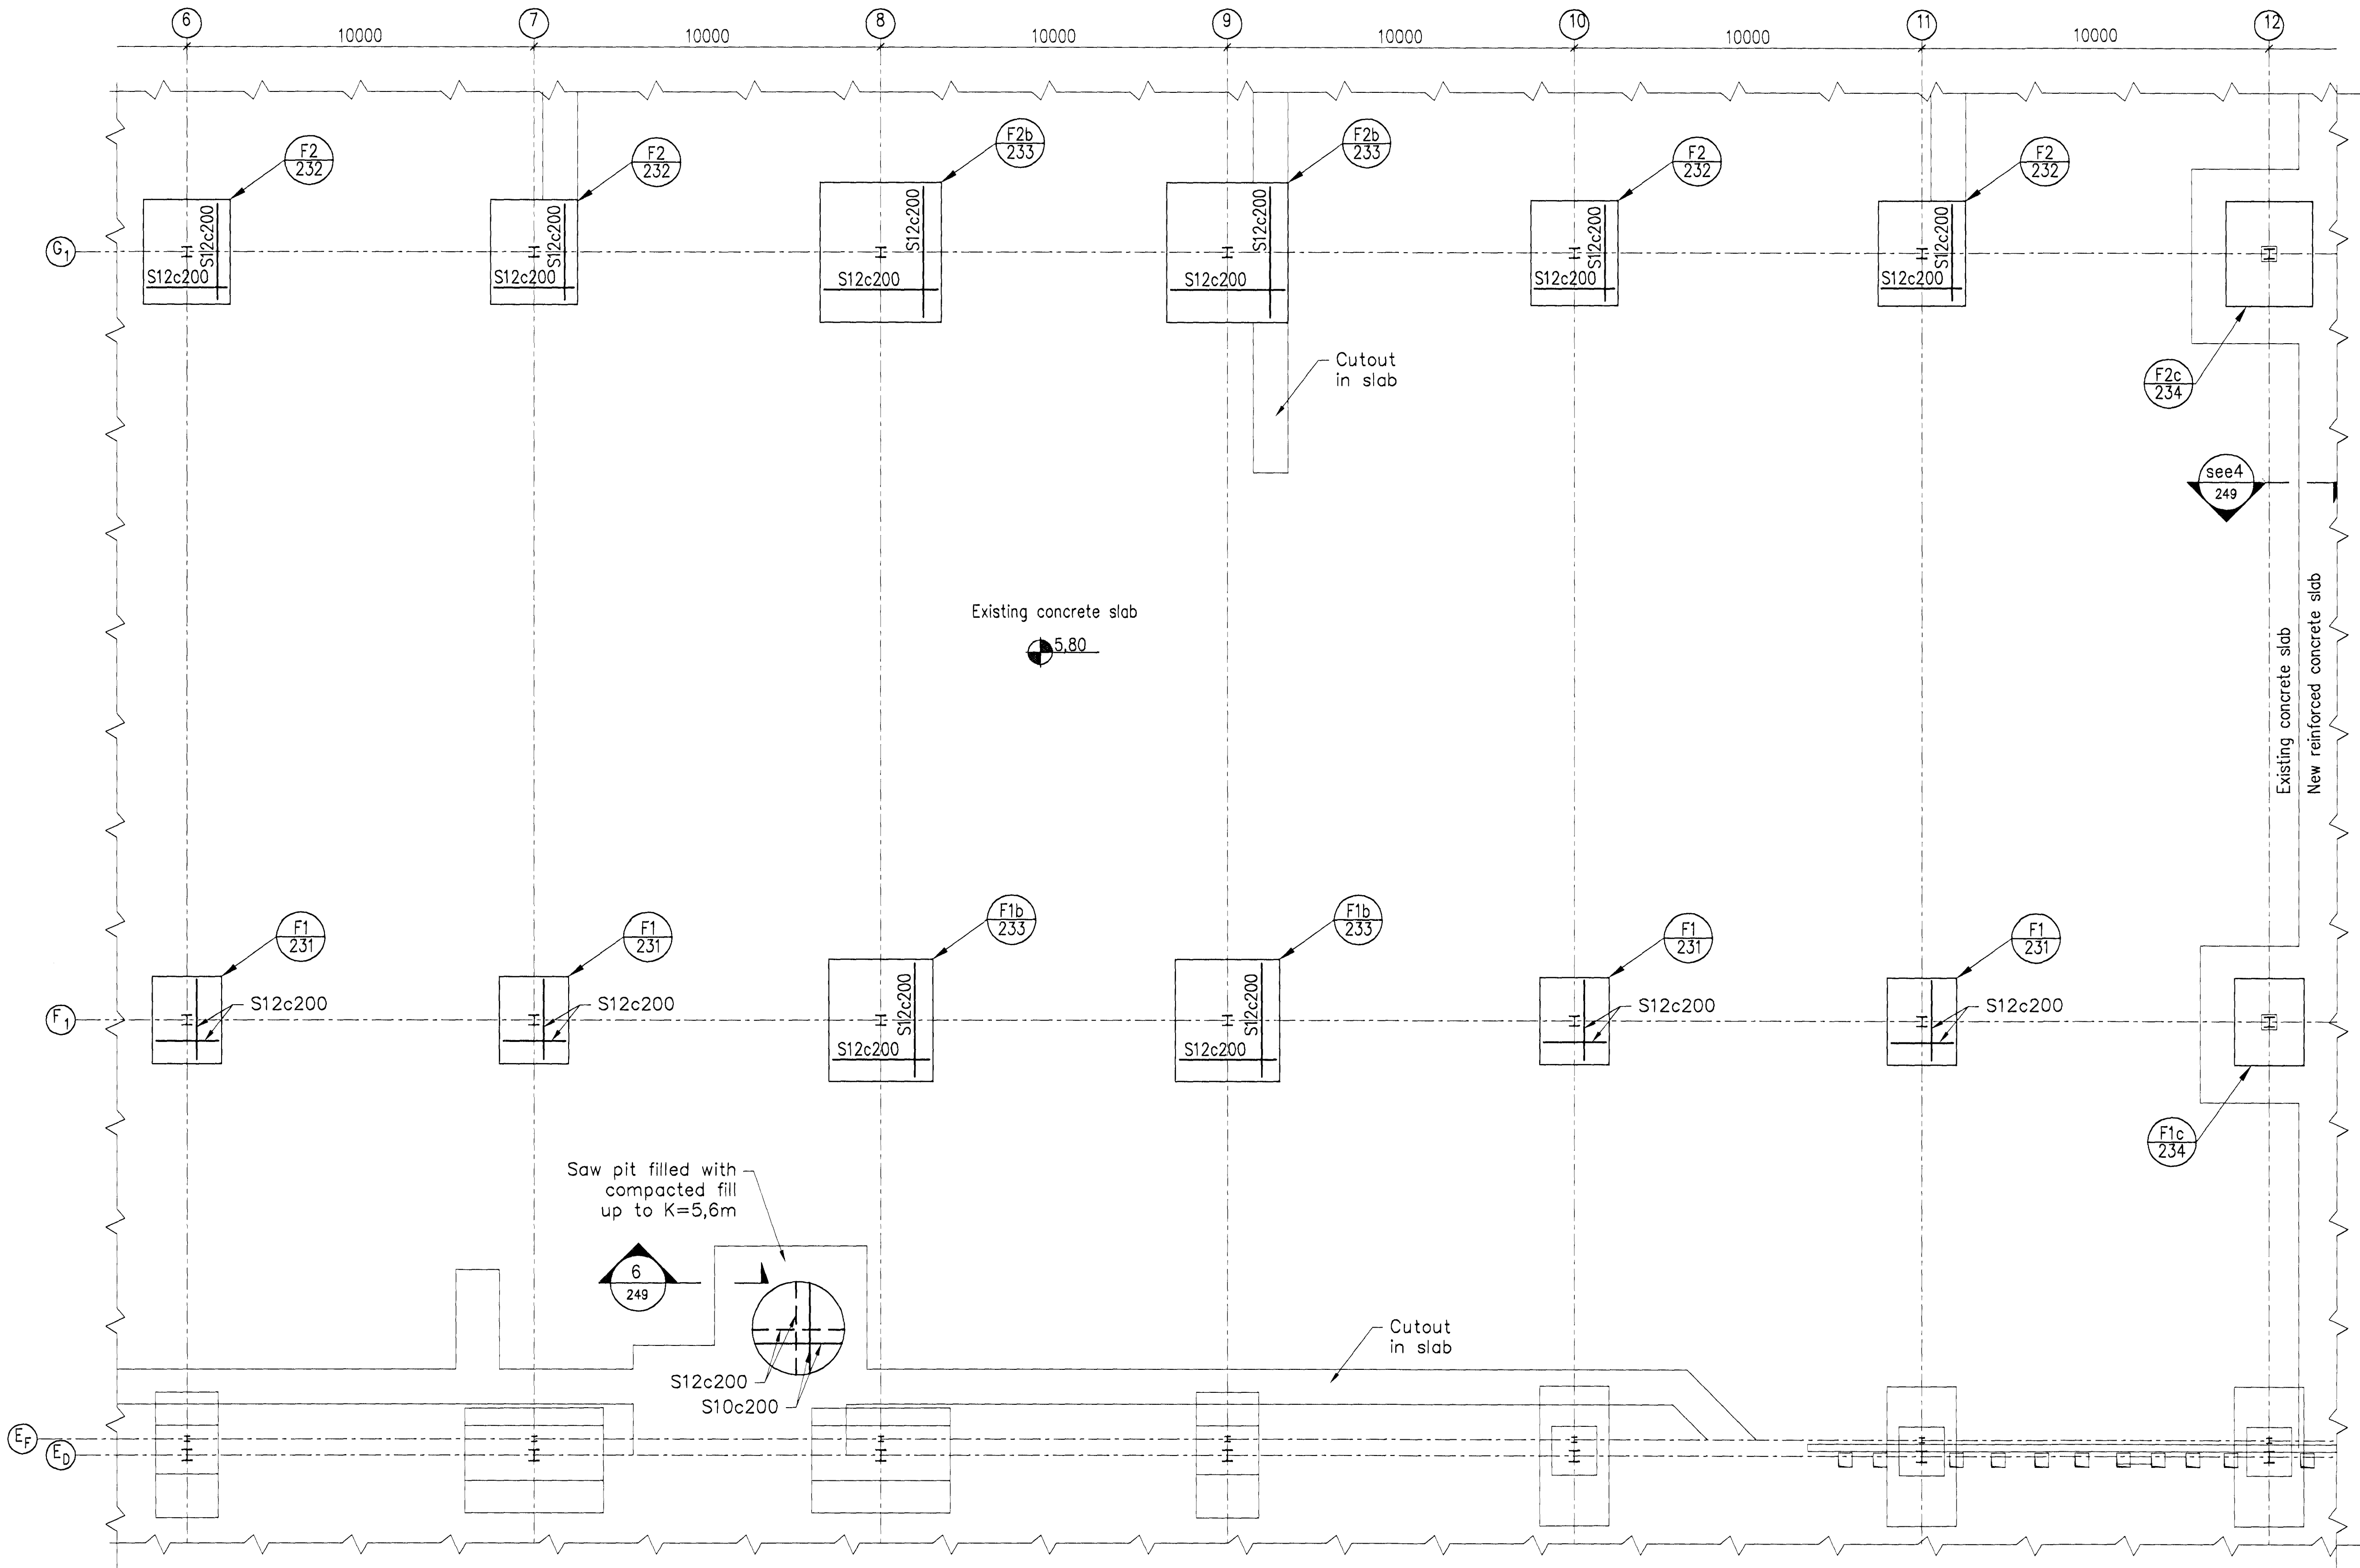 6
7
8
9
10
11
12
10000
10000
10000
10000
10000
10000
F2
232
F2
232
F2b
233
F2b
233
F2
232
F2
232
G1
S12c200
S12c200
S12c200
S12c200
S12c200
S12c200
S12c200
S12c200
S12c200
S12c200
S12c200
S12c200
Cutout
in slab
F2c
234
see4
249
Existing concrete slab
5,80
Existing concrete slab
New reinforced concrete slab
F1
231
F1
231
F1b
233
F1b
233
F1
231
F1
231
F1
S12c200
S12c200
S12c200
S12c200
S12c200
S12c200
S12c200
S12c200
F1c
234
Saw pit filled with
compacted fill
up to K=5,6m
6
249
S12c200
S10c200
Cutout
in slab
EF
ED